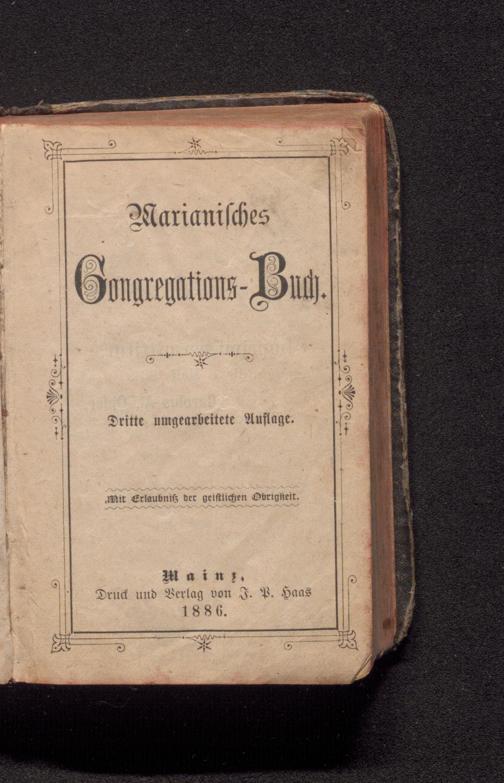 Marianiſches
Congregations-Buch.
Dritte umgearbeitete Auflage.
Mit Erlaubniß der geiſtlichen Obrigkeit.
Mainz,
Druck und Verlag von J. P. Haas
1886.